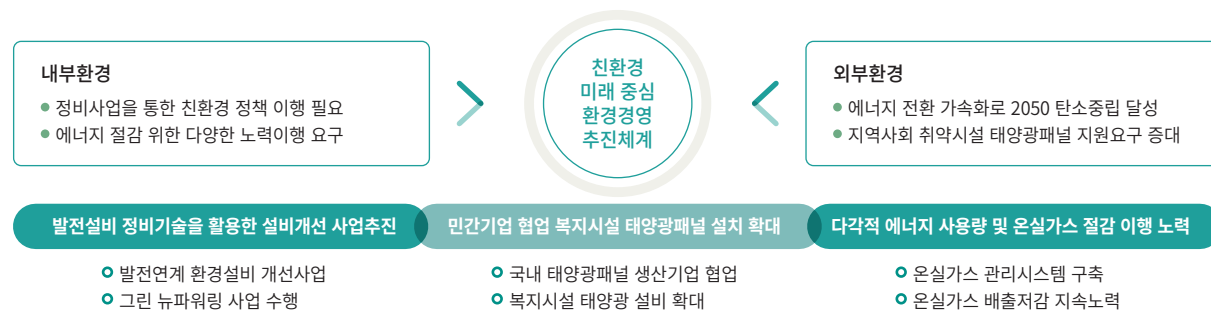 내부환경
정비사업을 통한 친환경 정책 이행 필요
에너지 절감 위한 다양한 노력이행 요구
친환경
미래 중심
환경경영
추진체계
외부환경
에너지 전환 가속화로 2050 탄소중립 달성
지역사회 취약시설 태양광패널 지원요구 증대
발전설비 정비기술을 활용한 설비개선 사업추진
발전연계 환경설비 개선사업
그린 뉴파워링 사업 수행
민간기업 협업 복지시설 태양광패널 설치 확대
국내 태양광패널 생산기업 협업
복지시설 태양광 설비 확대
다각적 에너지 사용량 및 온실가스 절감 이행 노력
온실가스 관리시스템 구축
온실가스 배출저감 지속노력